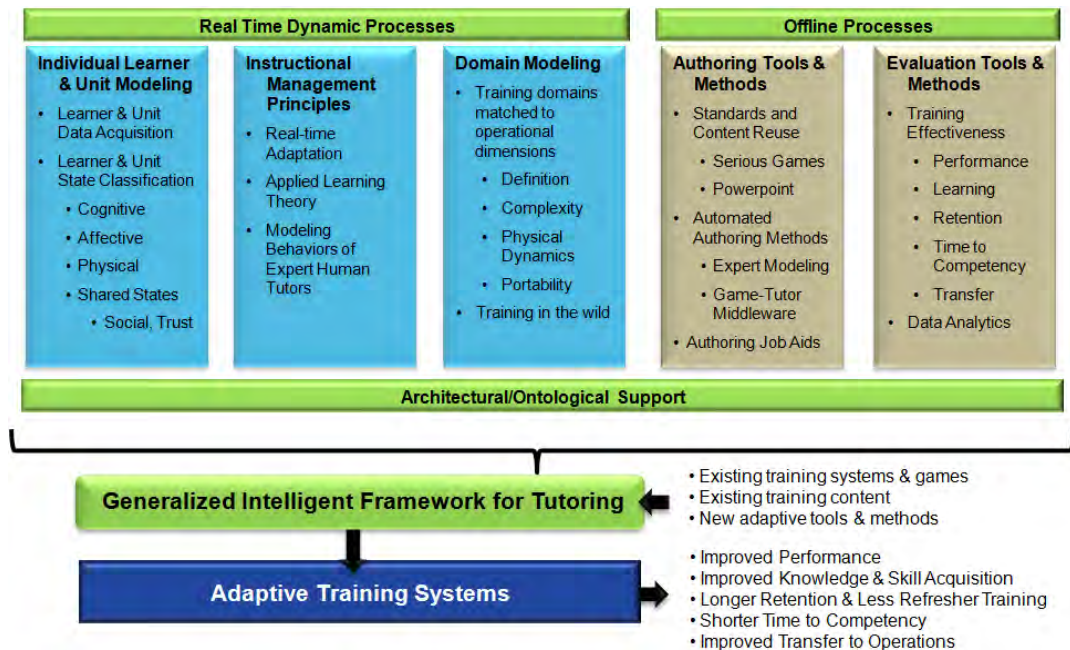 Real Time Dynamic Processes
Offline Processes
Individual Learner
& Unit Modeling
• Learner & Unit
Data Acquisition
• Learner & Unit
State Classification
• Cognitive
• Affective
• Physical
• Shared States
• Social, Trust
Instructional
Management
Principles
• Real-time
Adaptation
• Applied Learning
Theory
• Modeling
Behaviors of
Expert Human
Tutors
Domain Modeling
• Training domains
matched to
operational
dimensions
• Definition
• Complexity
• Physical
Dynamics
• Portability
• Training in the wild
Authoring Tools &
Methods
• Standards and
Content Reuse
• Serious Games
• Powerpoint
• Automated
Authoring Methods
• Expert Modeling
• Game-Tutor
Middleware
• Authoring Job Aids
Evaluation Tools &
Methods
• Training
Effectiveness
• Performance
• Learning
• Retention
• Time to
Competency
• Transfer
• Data Analytics
Architectural/Ontological Support
Generalized Intelligent Framework for Tutoring
• Existing training systems & games
• Existing training content
• New adaptive tools & methods
Adaptive Training Systems
• Improved Performance
• Improved Knowledge & Skill Acquisition
• Longer Retention & Less Refresher Training
• Shorter Time to Competency
• Improved Transfer to Operations